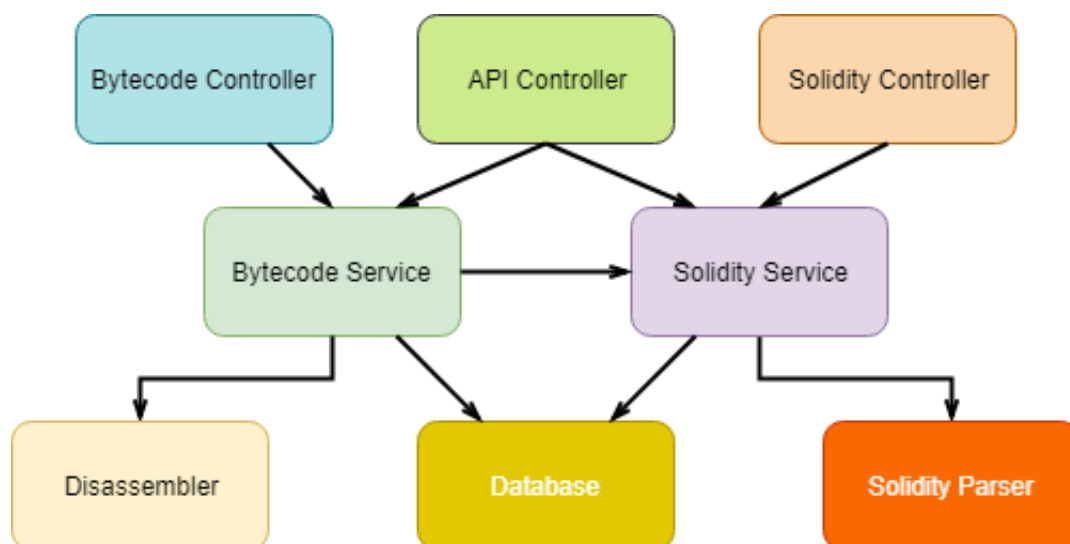 Bytecode Controller
API Controller
Solidity Controller
Bytecode Service
Solidity Service
Disassembler
Database
Solidity Parser